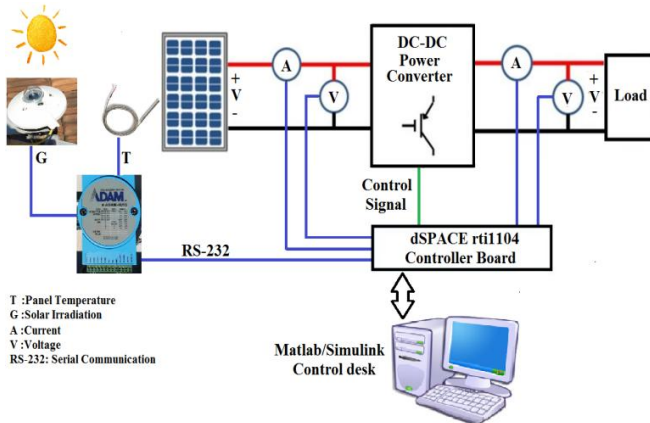 DC-DC
Power
Converter
A
A
+
V
-
V
+
V
-
V
Load
G
T
ADAM
Control
Signal
RS-232
dSPACE rti1104
Controller Board
T :Panel Temperature
G :Solar Irradiation
A :Current
V :Voltage
RS-232: Serial Communication
Matlab/Simulink
Control desk